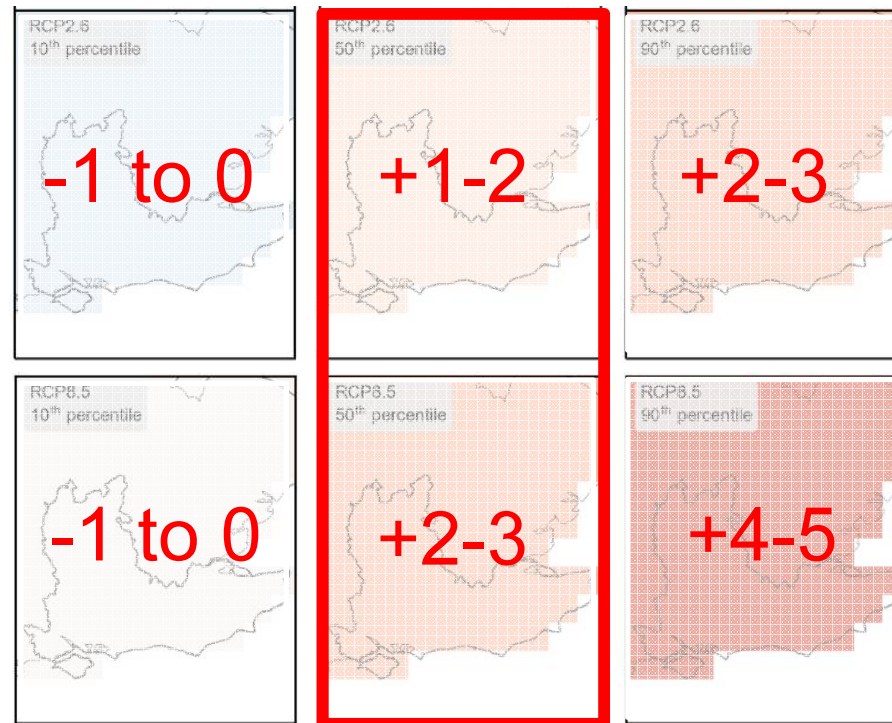 RCP2.6
10th percentile
-1 to 0
RCP2.6
50th percentile
+1-2
RCP2.6
90th percentile
+2-3
RCP8.5
10th percentile
-1 to 0
RCP8.5
50th percentile
+2-3
RCP8.5
90th percentile
+4-5